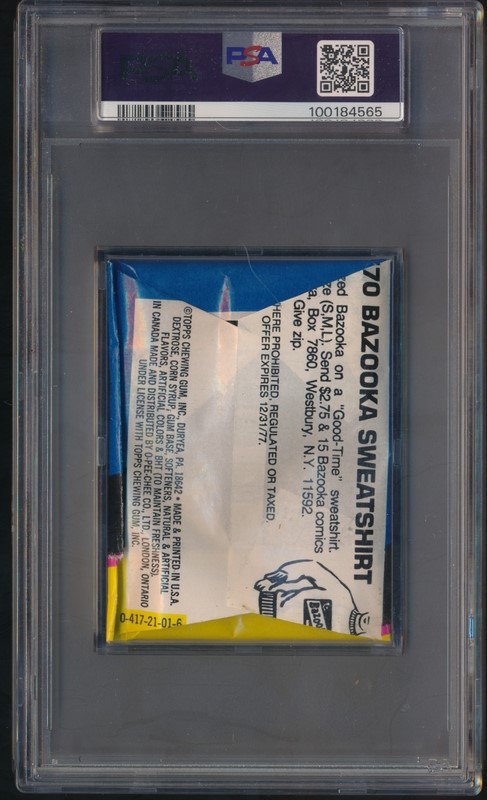 PSA
100184565
70 BAZOOKA SWEATSHIRT
zed Bazooka on a "Good-Time" sweatshirt.
ze (S,M,L). Send $2.75 & 15 Bazooka comics
a, Box 7860, Westbury, N.Y. 11592.
Give zip.
HERE PROHIBITED, REGULATED OR TAXED.
OFFER EXPIRES 12/31/77.
Bazoo
©TOPPS CHEWING GUM, INC., DURYEA, PA. 18642 • MADE & PRINTED IN U.S.A.
DEXTROSE, CORN SYRUP, GUM BASE, SOFTENERS, NATURAL & ARTIFICIAL
FLAVORS, ARTIFICIAL COLORS & BHT (TO MAINTAIN FRESHNESS).
IN CANADA MADE AND DISTRIBUTED BY O-PEE-CHEE CO., LTD., LONDON, ONTARIO
UNDER LICENSE WITH TOPPS CHEWING GUM, INC.
0-417-21-01-6